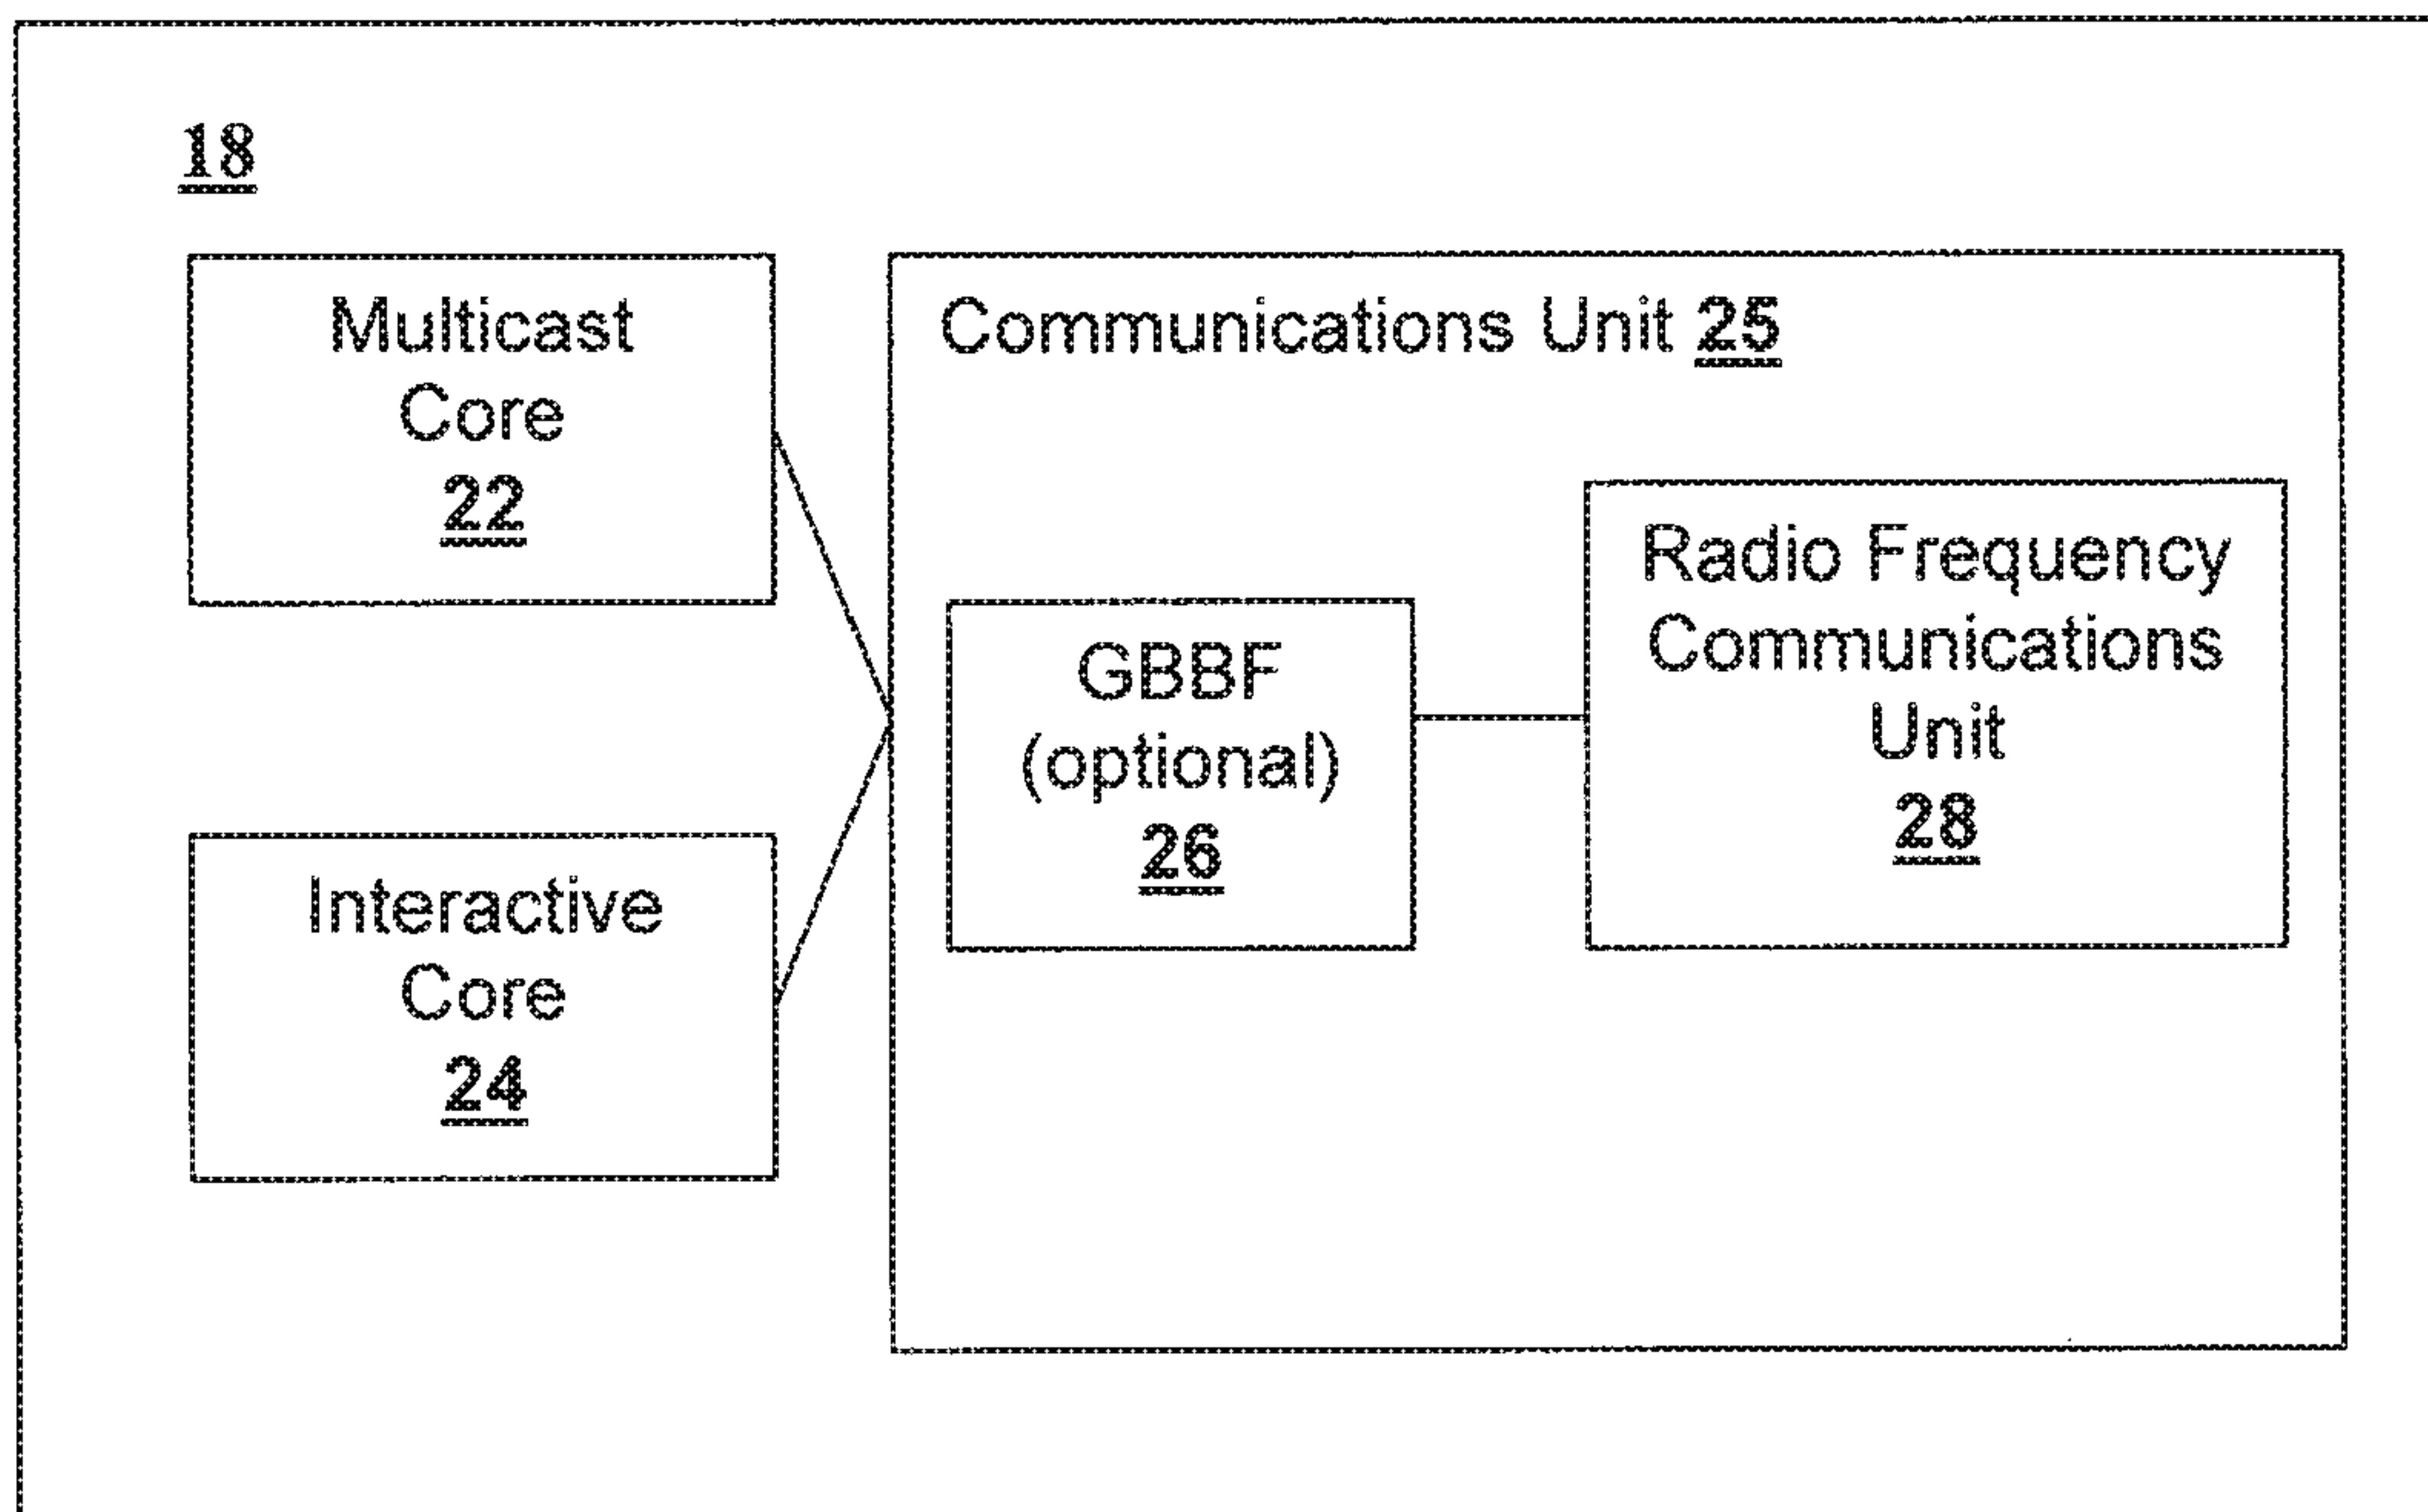 18
Multicast
Core
22
Communications Unit 25
Radio Frequency
Communications
Unit
28
GBBF
(optional)
26
Interactive
Core
24